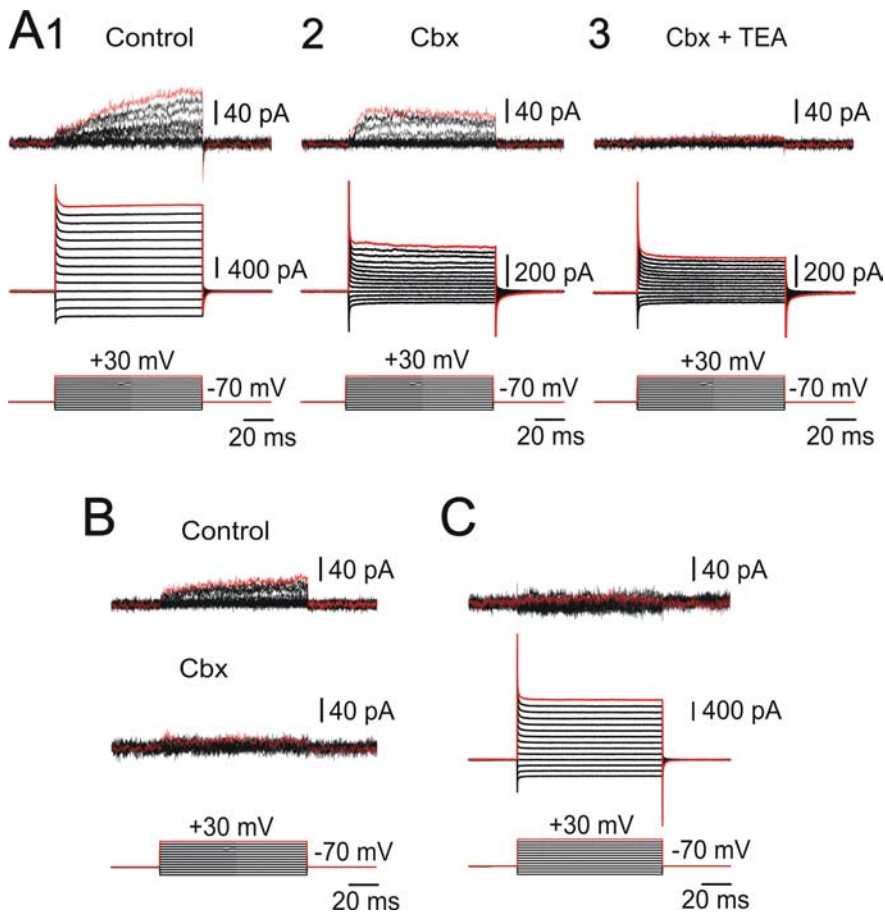 A1 Control
2 Cbx
3 Cbx + TEA
40 pA
40 pA
40 pA
400 pA
200 pA
200 pA
+30 mV
-70 mV
20 ms
+30 mV
-70 mV
20 ms
+30 mV
-70 mV
20 ms
B
Control
40 pA
Cbx
40 pA
+30 mV
-70 mV
20 ms
C
40 pA
400 pA
+30 mV
-70 mV
20 ms